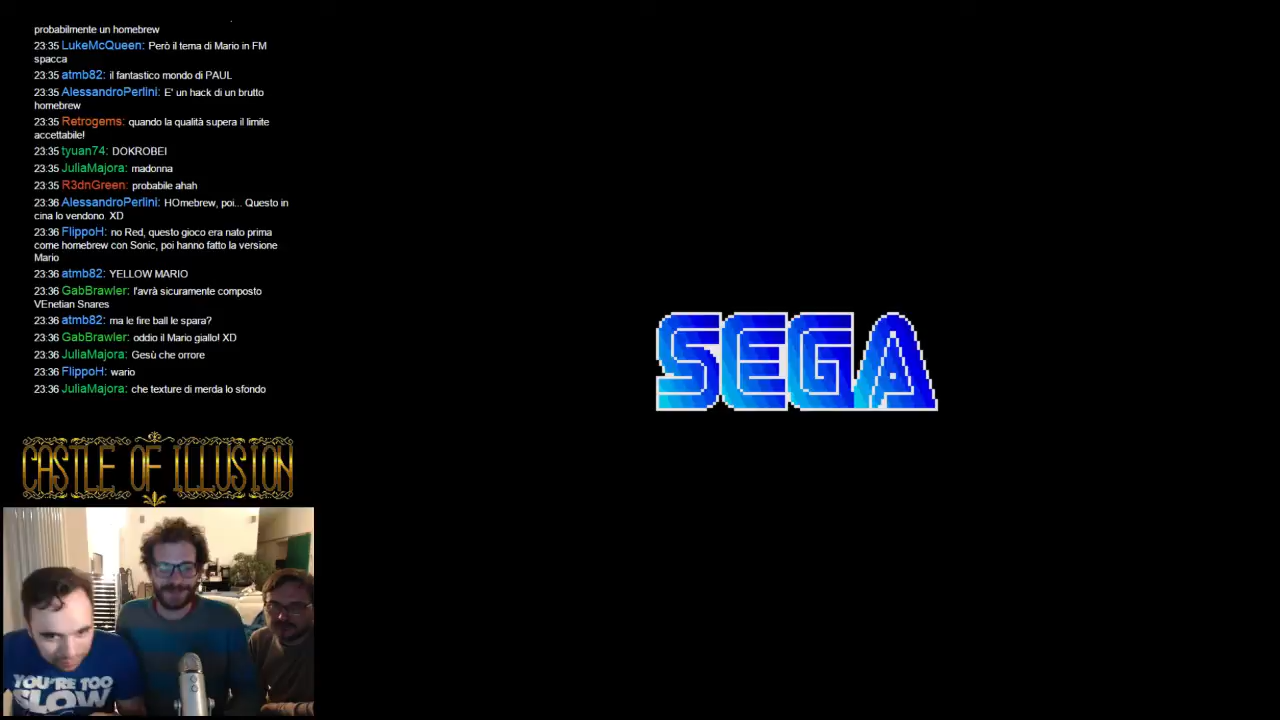 probabilmente un homebrew
23:35 LukeMcQueen: Però il tema di Mario in FM
spacca
23:35 atmb82: il fantastico mondo di PAUL
23:35 AlessandroPerlini: E' un hack di un brutto
homebrew
23:35 Retrogems: quando la qualità supera il limite
accettabile!
23:35 tyuan74: DOKROBEI
23:35 JuliaMajora: madonna
23:35 R3dnGreen: probabile ahah
23:36 AlessandroPerlini: HOmebrew, poi... Questo in
cina lo vendono. XD
23:36 FlippoH: no Red, questo gioco era nato prima
come homebrew con Sonic, poi hanno fatto la versione
Mario
23:36 atmb82: YELLOW MARIO
23:36 GabBrawler: l'avrà sicuramente composto
VEnetian Snares
23:36 atmb82: ma le fire ball le spara?
23:36 GabBrawler: oddio il Mario giallo! XD
23:36 JuliaMajora: Gesù che orrore
23:36 FlippoH: wario
23:36 JuliaMajora: che texture di merda lo sfondo
SEGA
CASTLE OF ILLUSION
YOU'RE TOO
SLOW